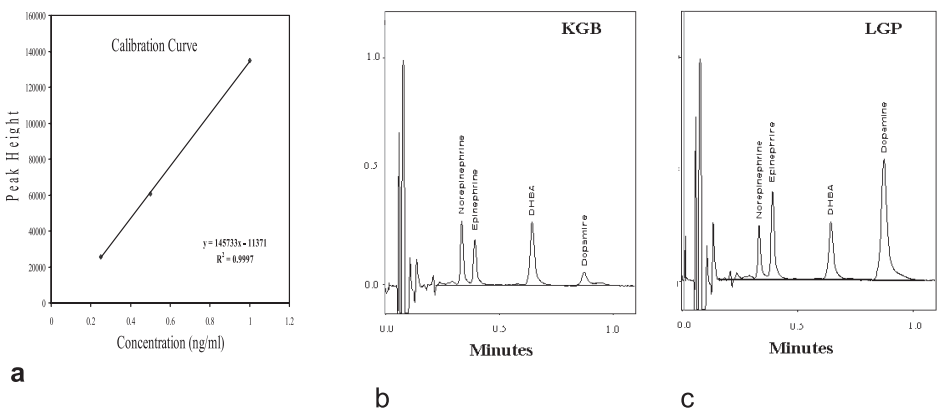 Calibration Curve
Peak Height
160000
140000
120000
100000
80000
60000
40000
20000
0
0
0.2
0.4
0.6
0.8
1
1.2
Concentration (ng/ml)
y = 145733x - 11371
R2 = 0.9997
a
KGB
1.0
0.5
0.0
Norepinephrine
Epinephrine
DHBA
Dopamine
0.0
0.5
1.0
Minutes
b
LGP
Norepinephrine
Epinephrine
DHBA
Dopamine
0.0
0.5
1.0
Minutes
c